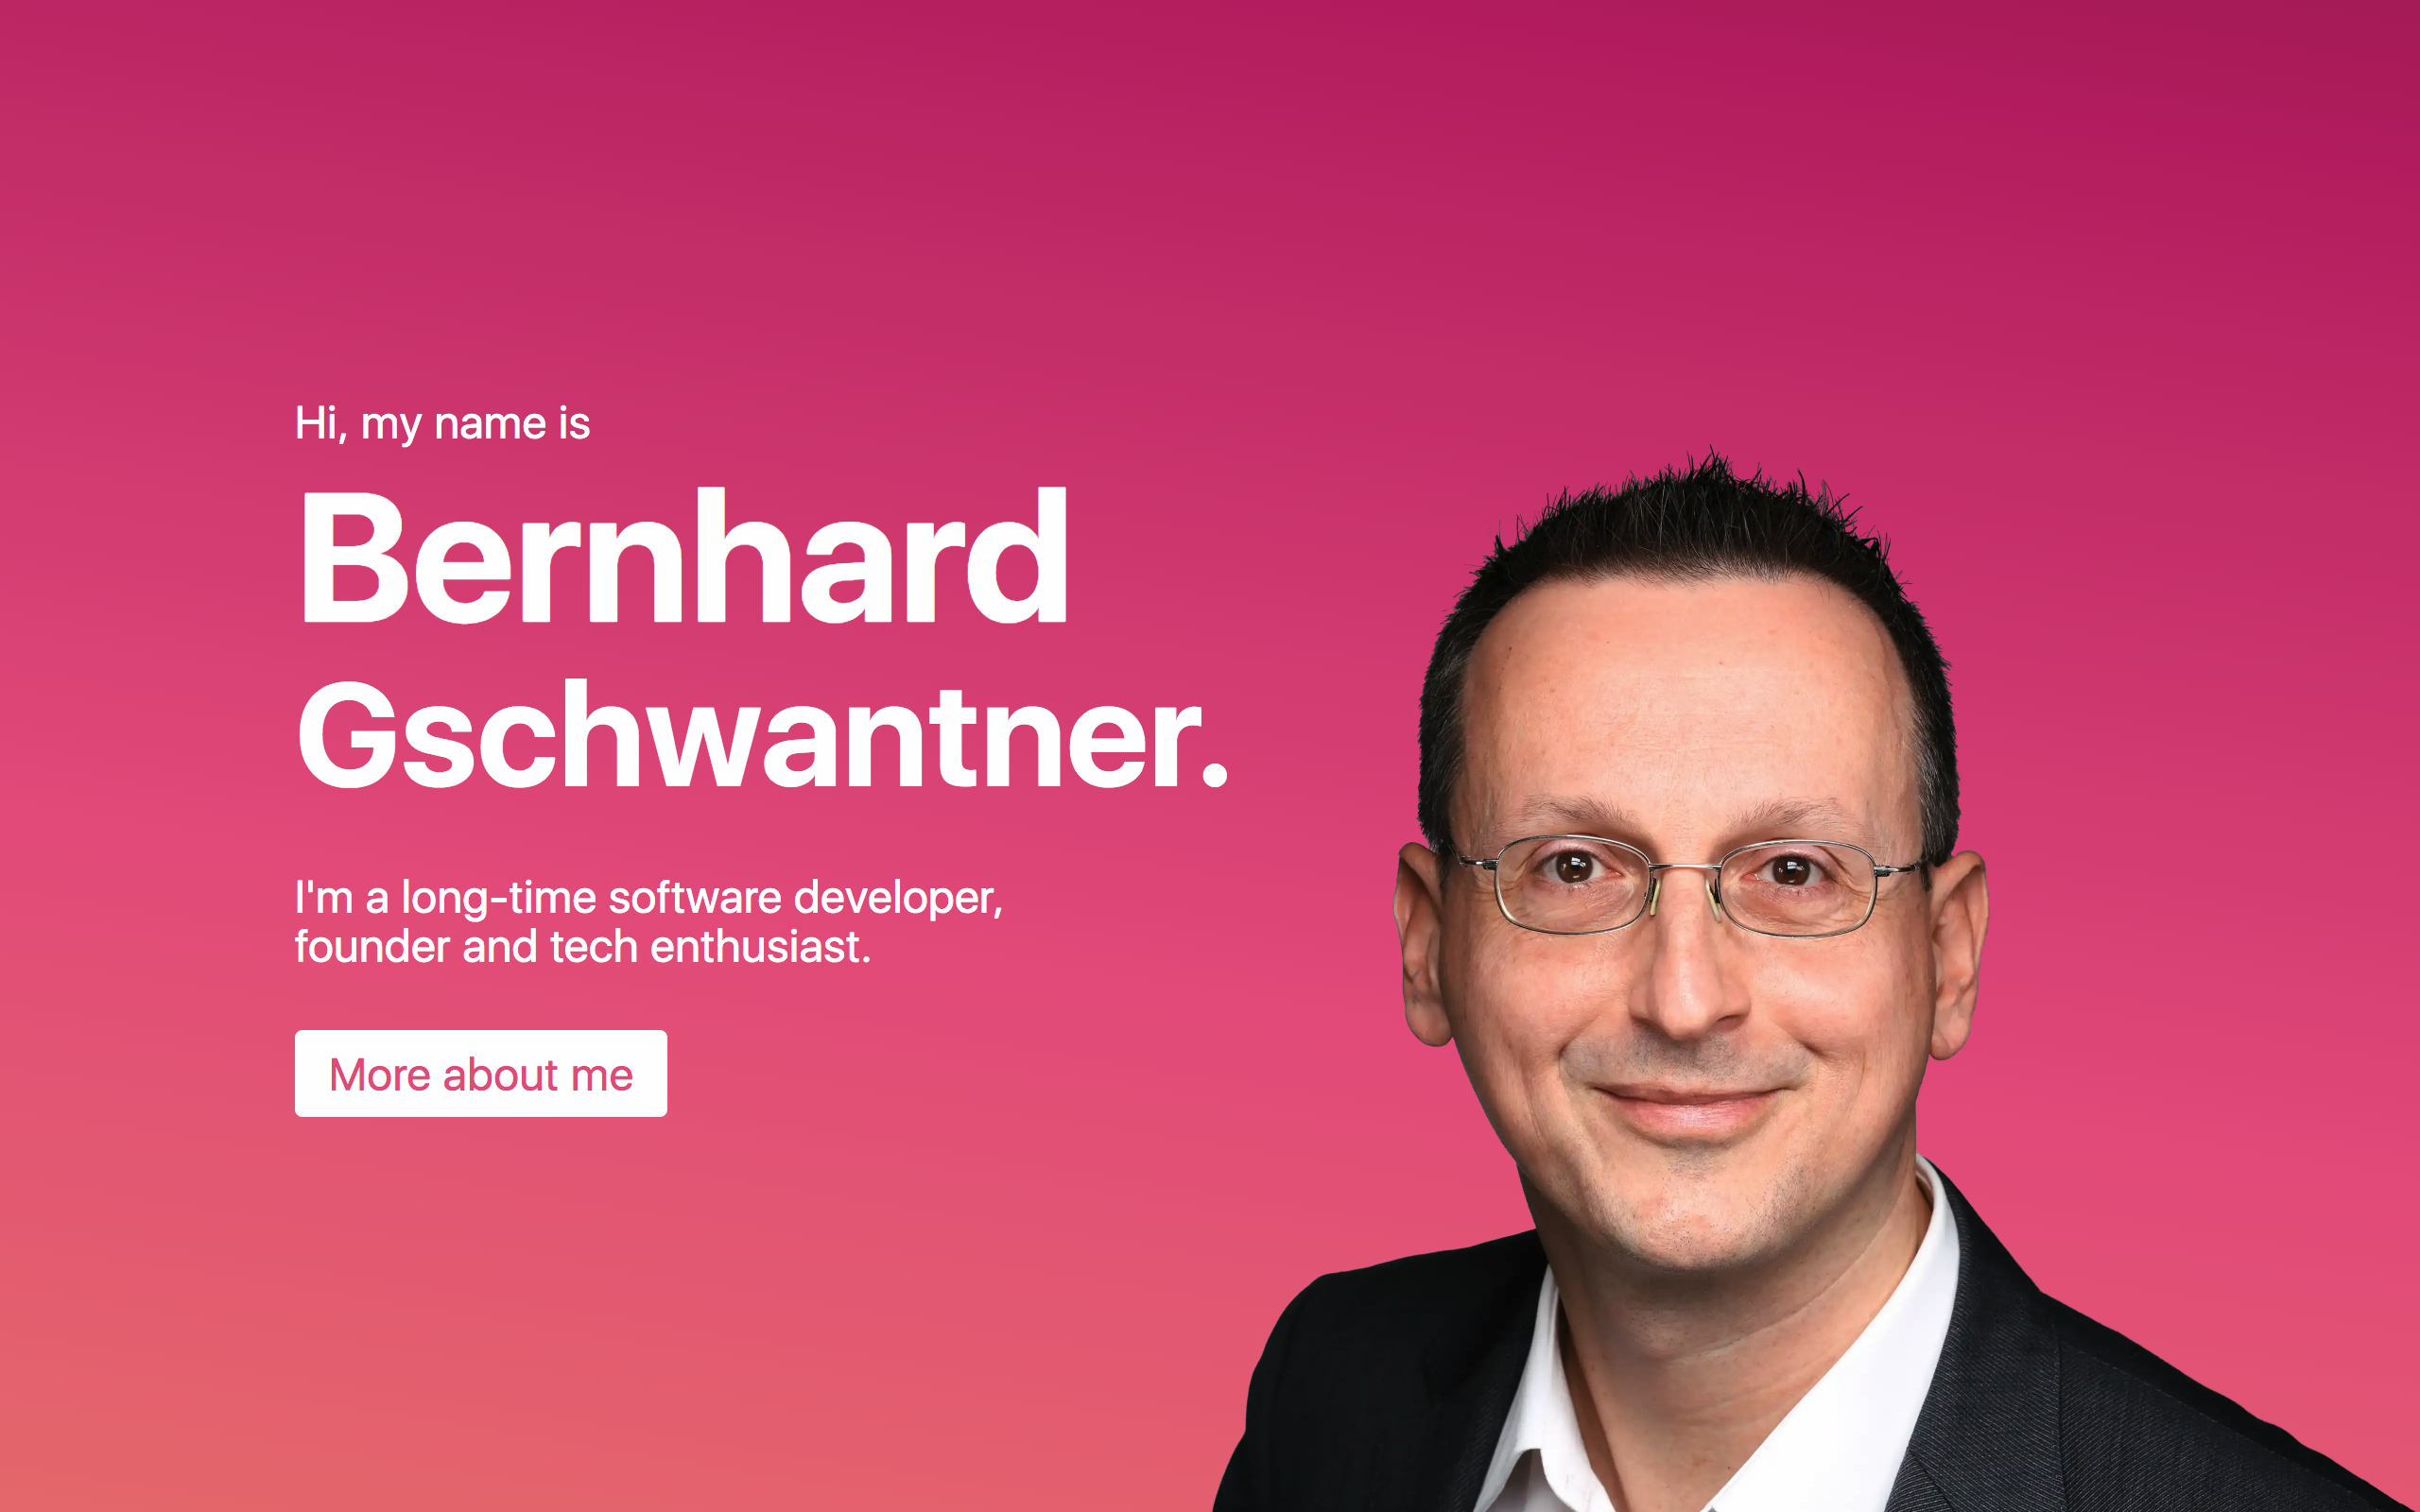 Hi, my name is
Bernhard
Gschwantner.
I'm a long-time software developer,
founder and tech enthusiast.
More about me